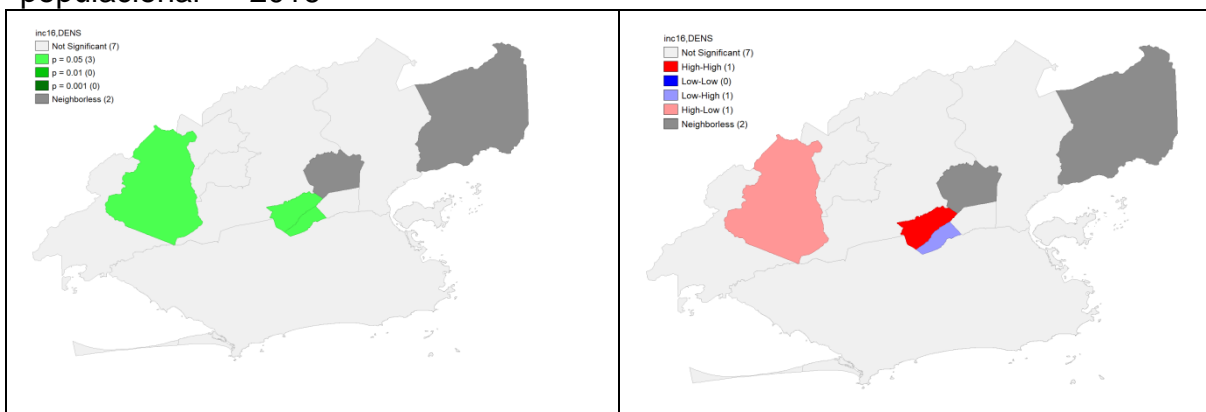 populacional – 2016
inc16,DENS
Not Significant (7)
p = 0.05 (3)
p = 0.01 (0)
p = 0.001 (0)
Neighborless (2)
inc16,DENS
Not Significant (7)
High-High (1)
Low-Low (0)
Low-High (1)
High-Low (1)
Neighborless (2)